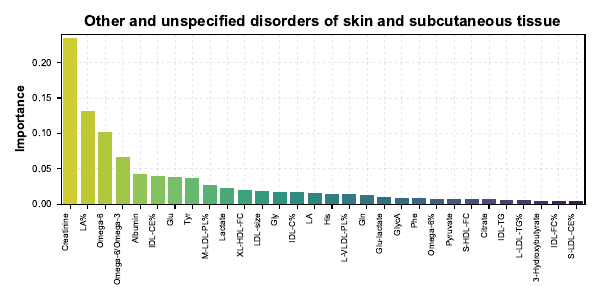 Other and unspecified disorders of skin and subcutaneous tissue
Importance
0.20
0.15
0.10
0.05
0.00
Creatinine
LA%
Omega-6
Omega-6/Omega-3
Albumin
IDL-CE%
Glu
Tyr
M-LDL-PL%
Lactate
XL-HDL-FC
LDL-size
Gly
IDL-C%
LA
His
L-VLDL-PL%
Gln
Glu-lactate
GlycA
Phe
Omega-6%
Pyruvate
S-HDL-FC
Citrate
IDL-TG
L-LDL-TG%
3-Hydroxybutyrate
IDL-FC%
S-LDL-CE%